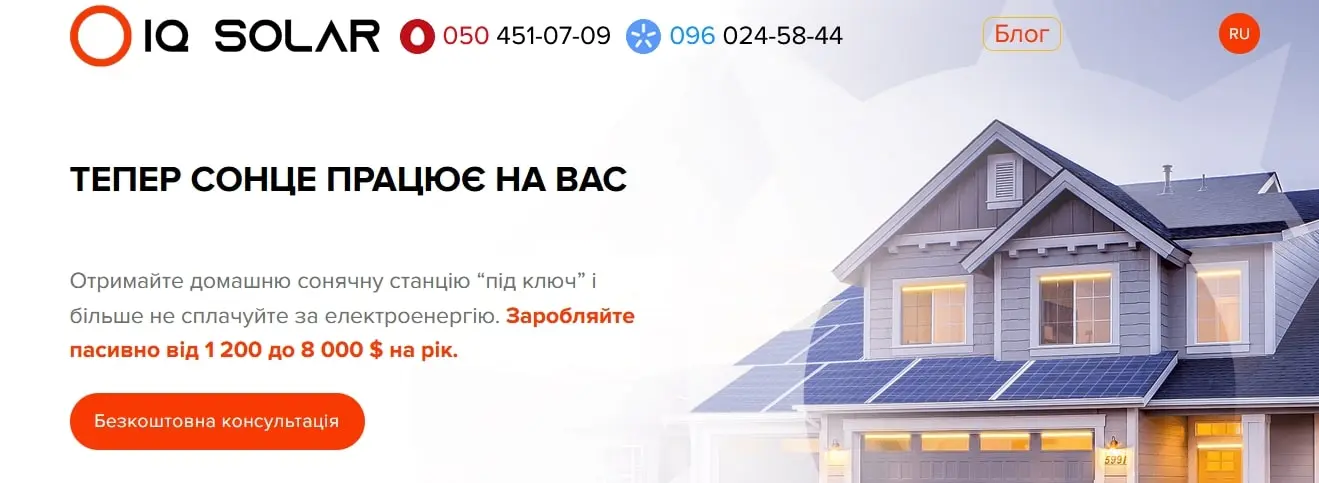 IQ SOLAR 050 451-07-09 096 024-58-44 Блог RU
ТЕПЕР СОНЦЕ ПРАЦЮЄ НА ВАС
Отримайте домашню сонячну станцію “під ключ” і
більше не сплачуйте за електроенергію. Заробляйте
пасивно від 1 200 до 8 000 $ на рік.
Безкоштовна консультація
5991